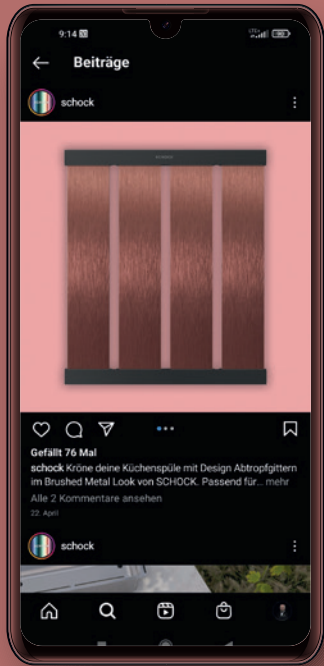 9:14
Beiträge
schock
SCHOCK
Gefällt 76 Mal
schock Kröne deine Küchenspüle mit Design Abtropfgittern
im Brushed Metal Look von SCHOCK. Passend für... mehr
Alle 2 Kommentare ansehen
22. April
schock